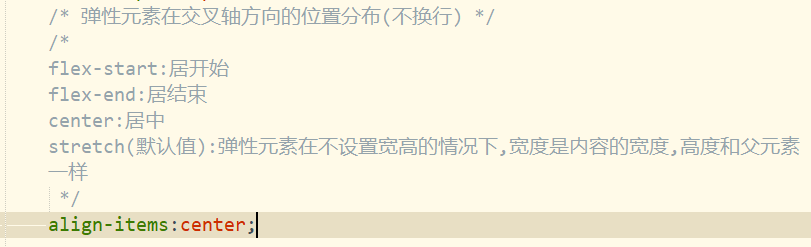 /* 弹性元素在交叉轴方向的位置分布(不换行) */
/*
flex-start:居开始
flex-end:居结束
center:居中
stretch(默认值):弹性元素在不设置宽高的情况下,宽度是内容的宽度,高度和父元素
一样
*/
align-items:center;